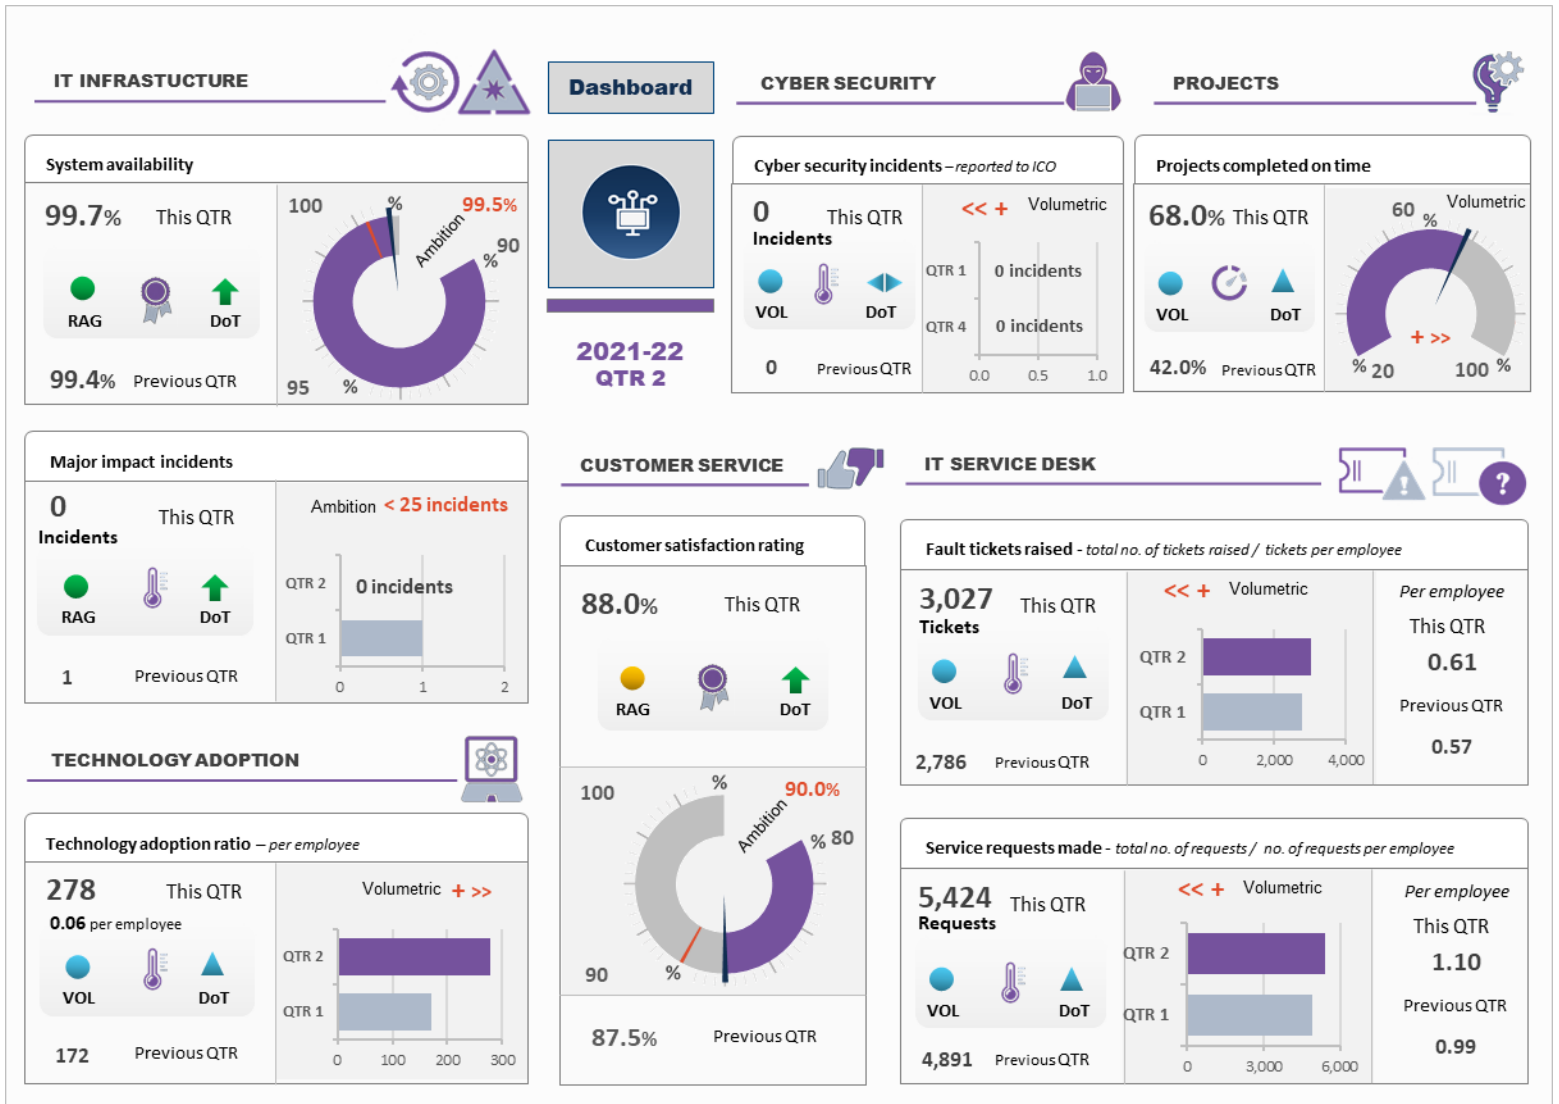 IT INFRASTUCTURE
Dashboard
CYBER SECURITY
PROJECTS
System availability
99.7% This QTR
RAG
DoT
99.4% Previous QTR
100
%
99.5%
Ambition
90
%
95
%
2021-22
QTR 2
Cyber security incidents – reported to ICO
0
This QTR
Incidents
VOL
DoT
0 Previous QTR
<< + Volumetric
QTR 1
0 incidents
QTR 4
0 incidents
0.0 0.5 1.0
Projects completed on time
68.0% This QTR
VOL
DoT
42.0% Previous QTR
Volumetric
60
%
+ >>
% 20
100 %
Major impact incidents
0
This QTR
Incidents
RAG
DoT
1 Previous QTR
Ambition < 25 incidents
QTR 2
0 incidents
QTR 1
0 1 2
TECHNOLOGY ADOPTION
Technology adoption ratio – per employee
278 This QTR
0.06 per employee
VOL
DoT
172 Previous QTR
Volumetric + >>
QTR 2
QTR 1
0 100 200 300
CUSTOMER SERVICE
Customer satisfaction rating
88.0% This QTR
RAG
DoT
100
%
90.0%
Ambition
% 80
90
%
87.5% Previous QTR
IT SERVICE DESK
!
?
Fault tickets raised - total no. of tickets raised / tickets per employee
3,027 This QTR
Tickets
VOL
DoT
2,786 Previous QTR
<< + Volumetric
QTR 2
QTR 1
0 2,000 4,000
Per employee
This QTR
0.61
Previous QTR
0.57
Service requests made - total no. of requests / no. of requests per employee
5,424 This QTR
Requests
VOL
DoT
4,891 Previous QTR
<< + Volumetric
QTR 2
QTR 1
0 3,000 6,000
Per employee
This QTR
1.10
Previous QTR
0.99